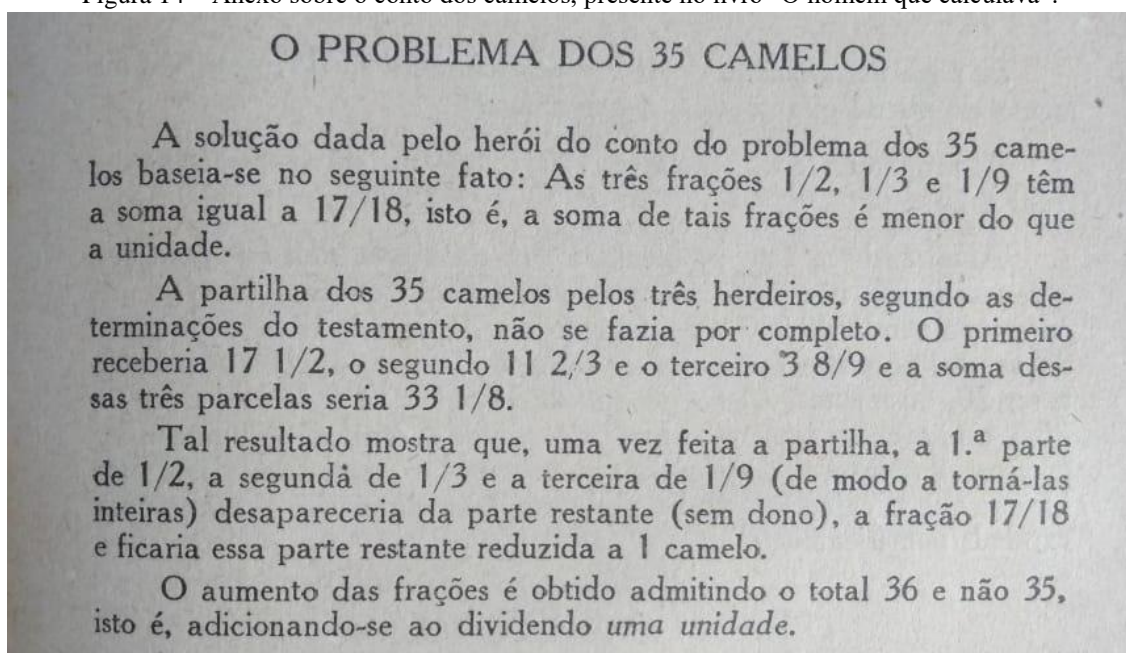 Figura 14 – Anexo sobre o conto dos camelos, presente no livro "O homem que calculava".
O PROBLEMA DOS 35 CAMELOS
A solução dada pelo herói do conto do problema dos 35 came-
los baseia-se no seguinte fato: As três frações 1/2, 1/3 e 1/9 têm
a soma igual a 17/18, isto é, a soma de tais frações é menor do que
a unidade.
A partilha dos 35 camelos pelos três herdeiros, segundo as de-
terminações do testamento, não se fazia por completo. O primeiro
receberia 17 1/2, o segundo 11 2/3 e o terceiro 3 8/9 e a soma des-
sas três parcelas seria 33 1/8.
Tal resultado mostra que, uma vez feita a partilha, a 1.ª parte
de 1/2, a segunda de 1/3 e a terceira de 1/9 (de modo a torná-las
inteiras) desapareceria da parte restante (sem dono), a fração 17/18
e ficaria essa parte restante reduzida a 1 camelo.
O aumento das frações é obtido admitindo o total 36 e não 35,
isto é, adicionando-se ao dividendo uma unidade.